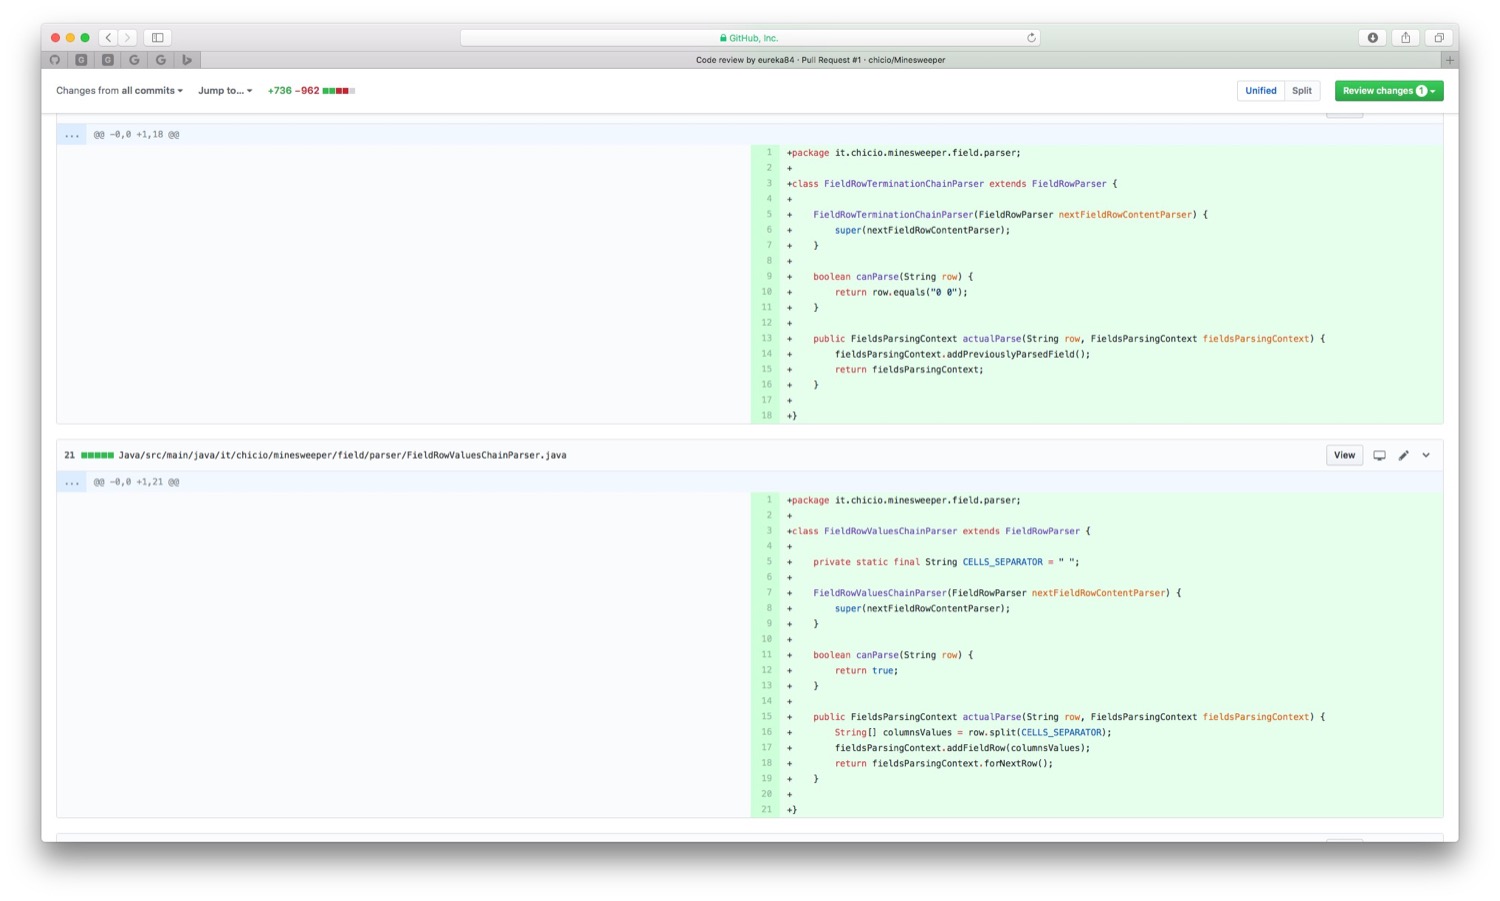 GitHub, Inc.
Code review by eureka84 · Pull Request #1 · chicio/Minesweeper
Changes from all commits Jump to... +736 −962 Unified Split Review changes 1
... @@ -0,0 +1,18 @@
1 +package it.chicio.minesweeper.field.parser;
2 +
3 +class FieldRowTerminationChainParser extends FieldRowParser {
4 +
5 +    FieldRowTerminationChainParser(FieldRowParser nextFieldRowContentParser) {
6 +        super(nextFieldRowContentParser);
7 +    }
8 +
9 +    boolean canParse(String row) {
10 +        return row.equals("0 0");
11 +    }
12 +
13 +    public FieldsParsingContext actualParse(String row, FieldsParsingContext fieldsParsingContext) {
14 +        fieldsParsingContext.addPreviouslyParsedField();
15 +        return fieldsParsingContext;
16 +    }
17 +
18 +}
21 Java/src/main/java/it/chicio/minesweeper/field/parser/FieldRowValuesChainParser.java View
... @@ -0,0 +1,21 @@
1 +package it.chicio.minesweeper.field.parser;
2 +
3 +class FieldRowValuesChainParser extends FieldRowParser {
4 +
5 +    private static final String CELLS_SEPARATOR = " ";
6 +
7 +    FieldRowValuesChainParser(FieldRowParser nextFieldRowContentParser) {
8 +        super(nextFieldRowContentParser);
9 +    }
10 +
11 +    boolean canParse(String row) {
12 +        return true;
13 +    }
14 +
15 +    public FieldsParsingContext actualParse(String row, FieldsParsingContext fieldsParsingContext) {
16 +        String[] columnsValues = row.split(CELLS_SEPARATOR);
17 +        fieldsParsingContext.addFieldRow(columnsValues);
18 +        return fieldsParsingContext.forNextRow();
19 +    }
20 +
21 +}